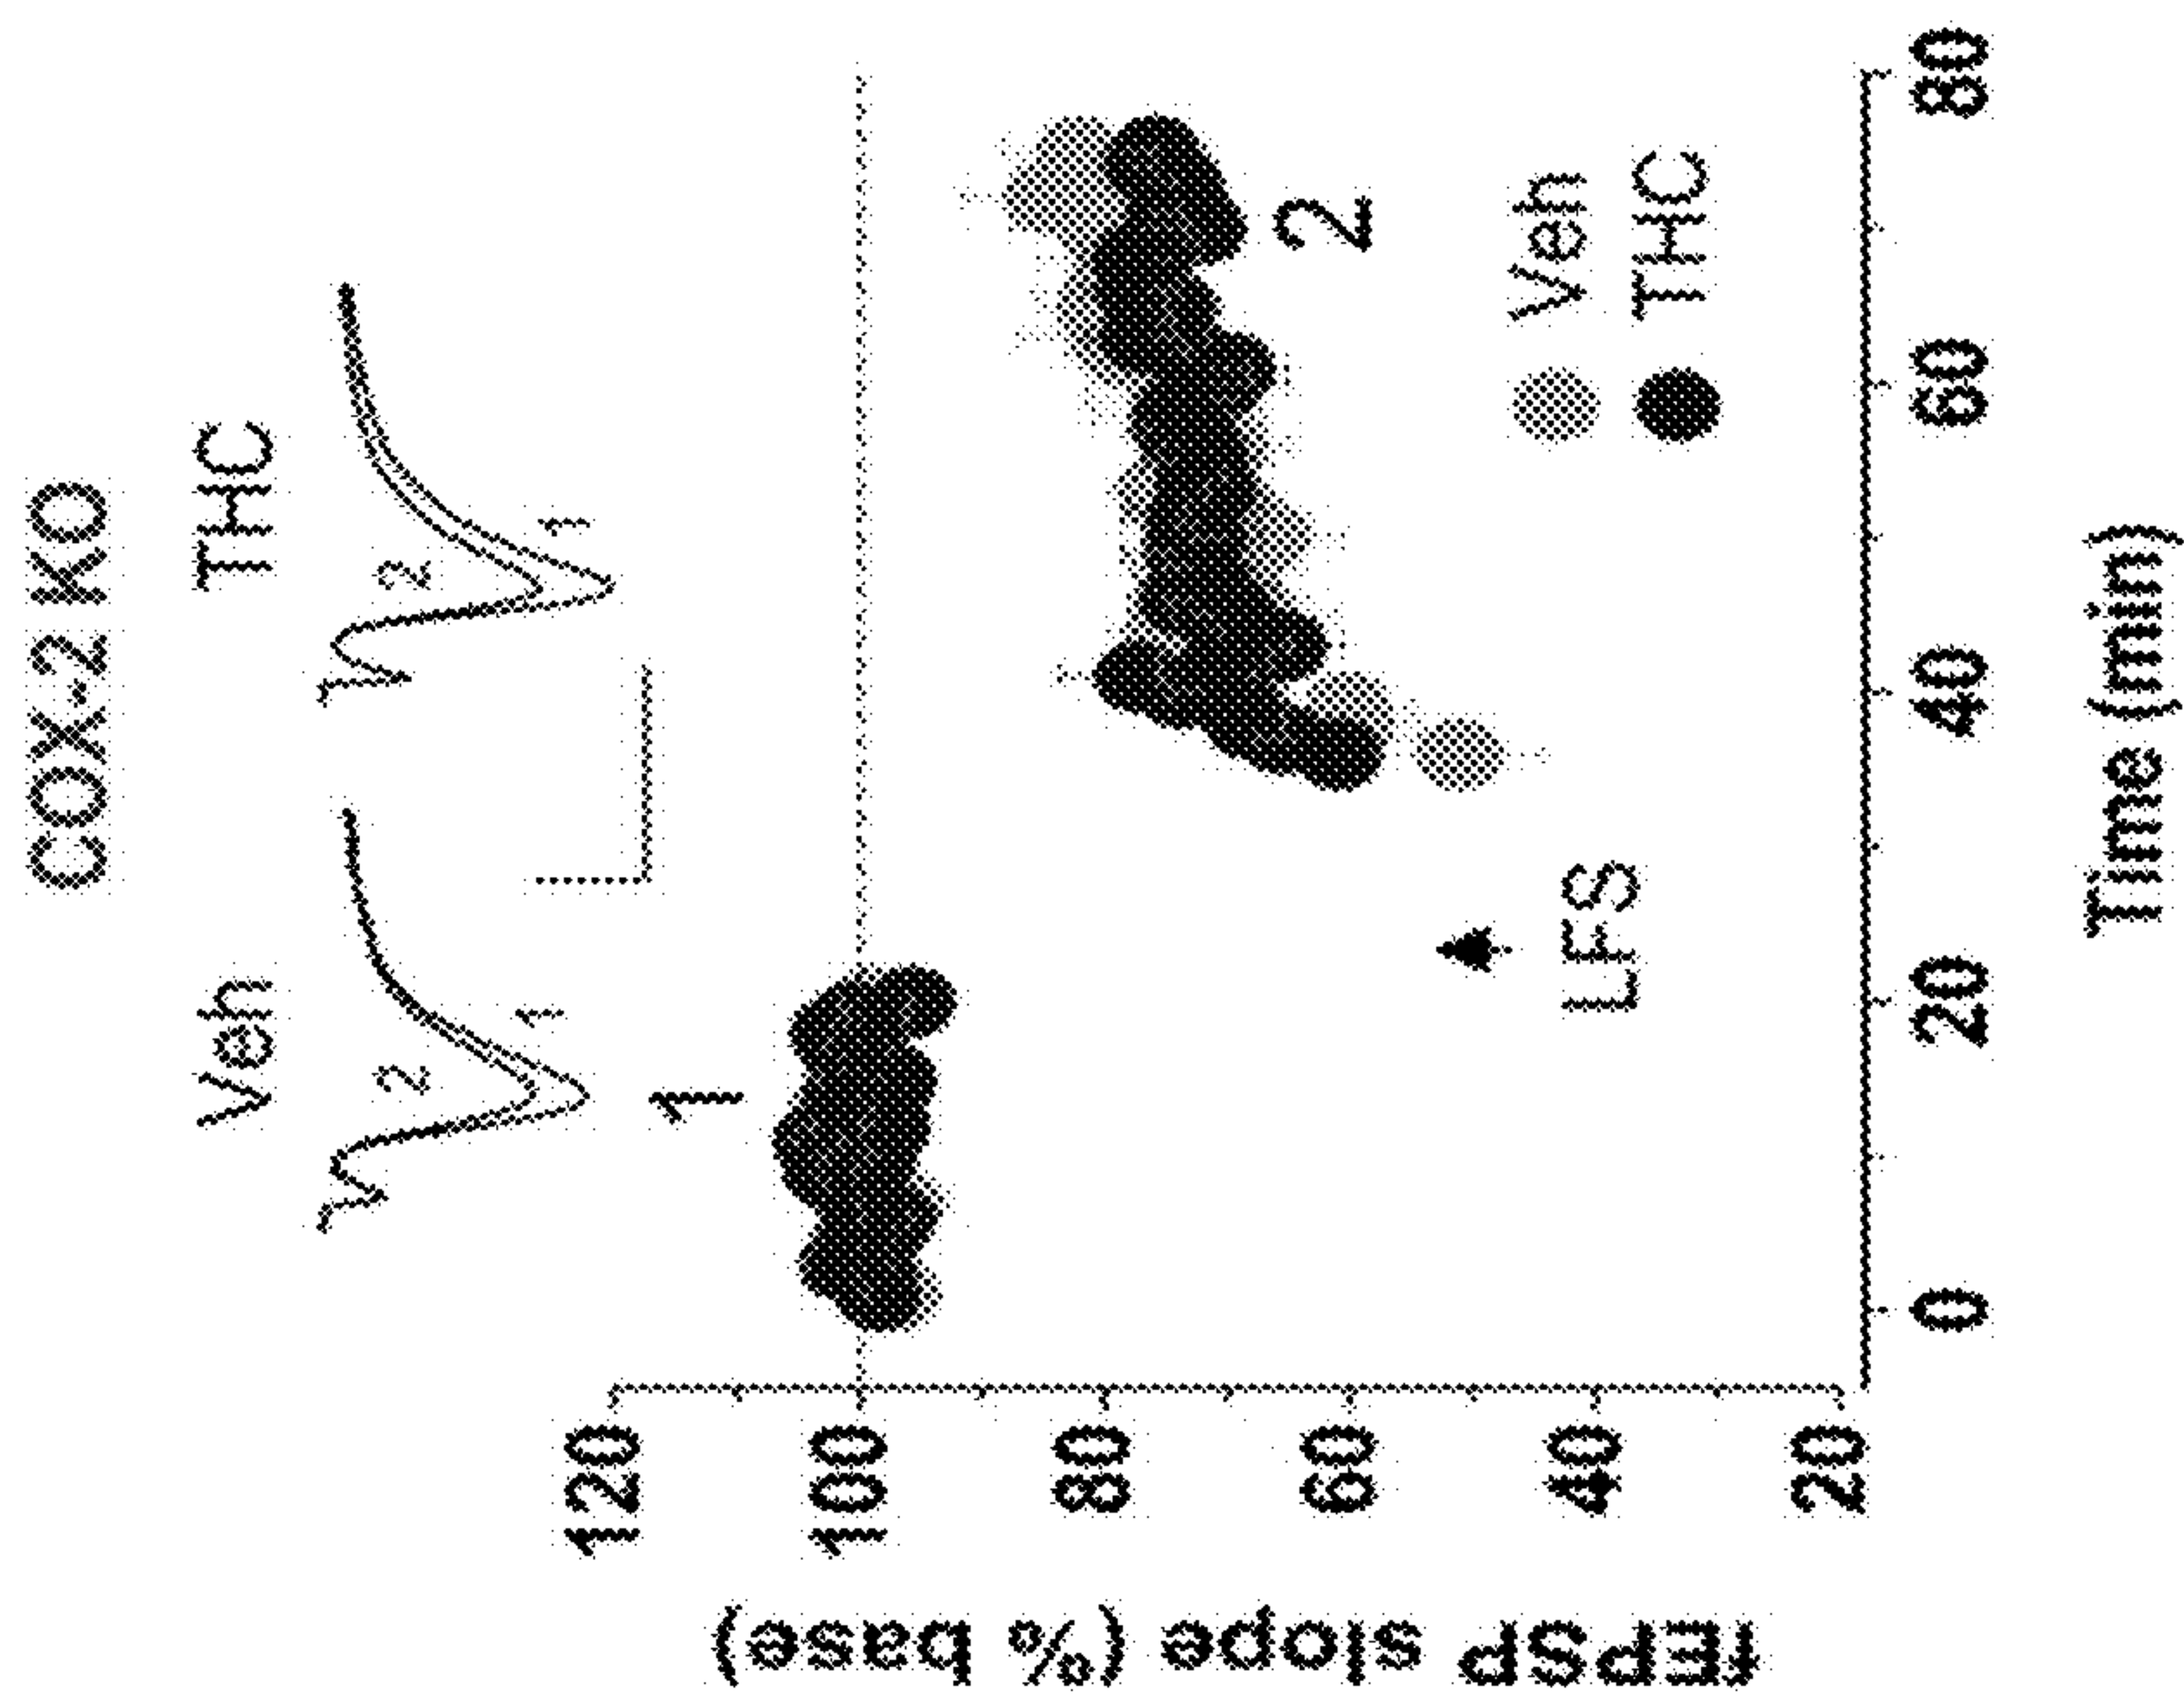 COX-2 KO
Veh THC
2 2
1 1
1
2
LFS
Veh
THC
120
100
80
60
40
20
0 20 40 60 80
Time (min)
fEPSP slope (% base)